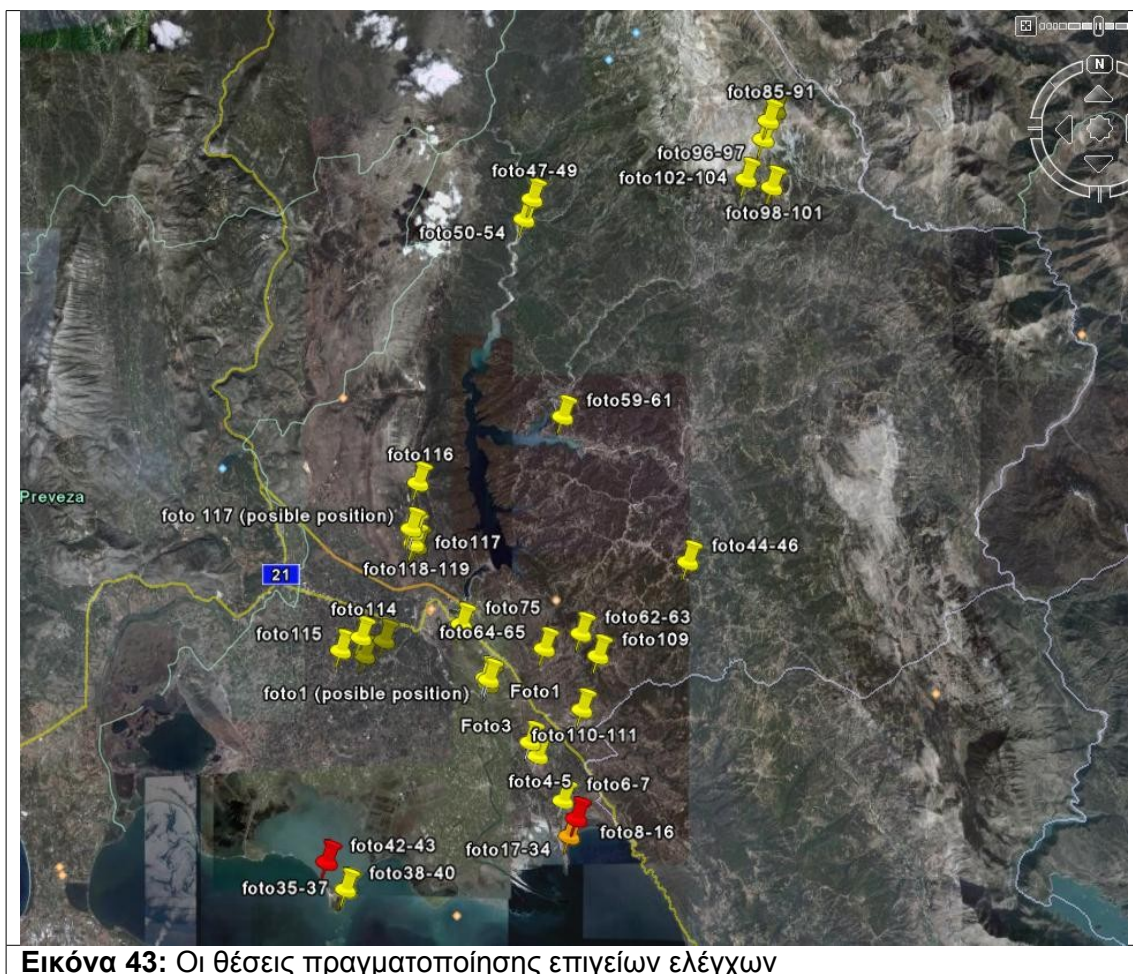 N
foto85-91
foto96-97
foto47-49
foto102-104
foto98-101
foto50-54
foto59-61
foto116
Preveza
foto 117 (posible position)
foto117
foto44-46
foto118-119
21
foto75
foto114
foto62-63
foto115
foto64-65
foto109
foto1 (posible position)
Foto1
Foto3
foto110-111
foto4-5
foto6-7
foto8-16
foto42-43
foto17-34
foto38-40
foto35-37
Εικόνα 43: Οι θέσεις πραγματοποίησης επιγείων ελέγχων